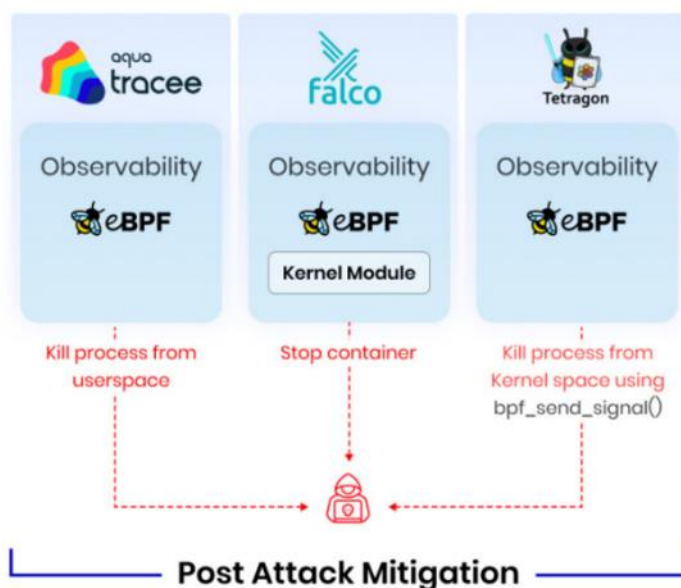 aqua
tracee
falco
Tetragon
Observability
eBPF
Observability
eBPF
Kernel Module
Observability
eBPF
Kill process from
userspace
Stop container
Kill process from
Kernel space using
bpf_send_signal()
Post Attack Mitigation